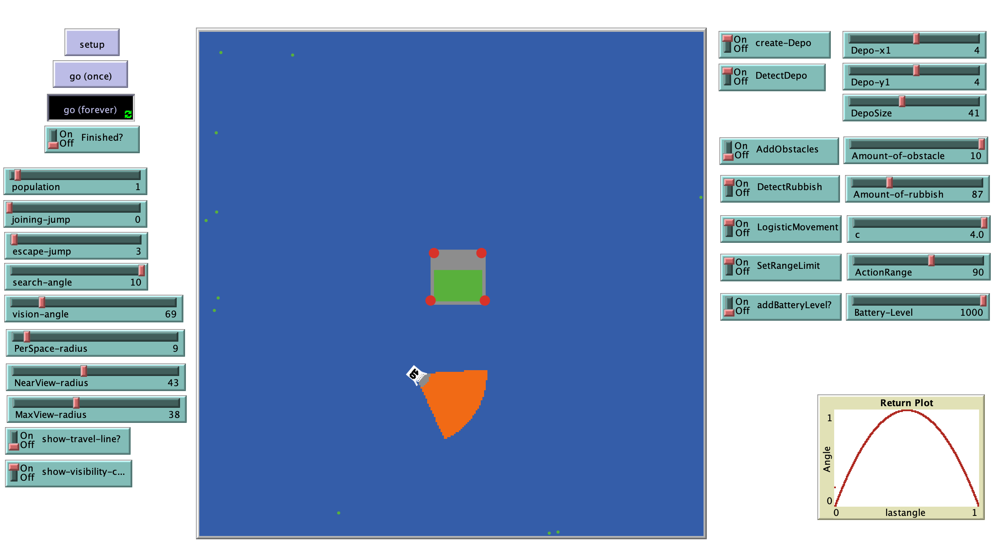 setup
go (once)
go (forever)
On
Off
Finished?
population 1
joining-jump 0
escape-jump 3
search-angle 10
vision-angle 69
PerSpace-radius 9
NearView-radius 43
MaxView-radius 38
On
Off
show-travel-line?
On
Off
show-visibility-c...
On
Off
create-Depo
Depo-x1 4
On
Off
DetectDepo
Depo-y1 4
DepoSize 41
On
Off
AddObstacles
Amount-of-obstacle 10
On
Off
DetectRubbish
Amount-of-rubbish 87
On
Off
LogisticMovement
c 4.0
On
Off
SetRangeLimit
ActionRange 90
On
Off
addBatteryLevel?
Battery-Level 1000
Return Plot
1
Angle
0
0 lastangle 1